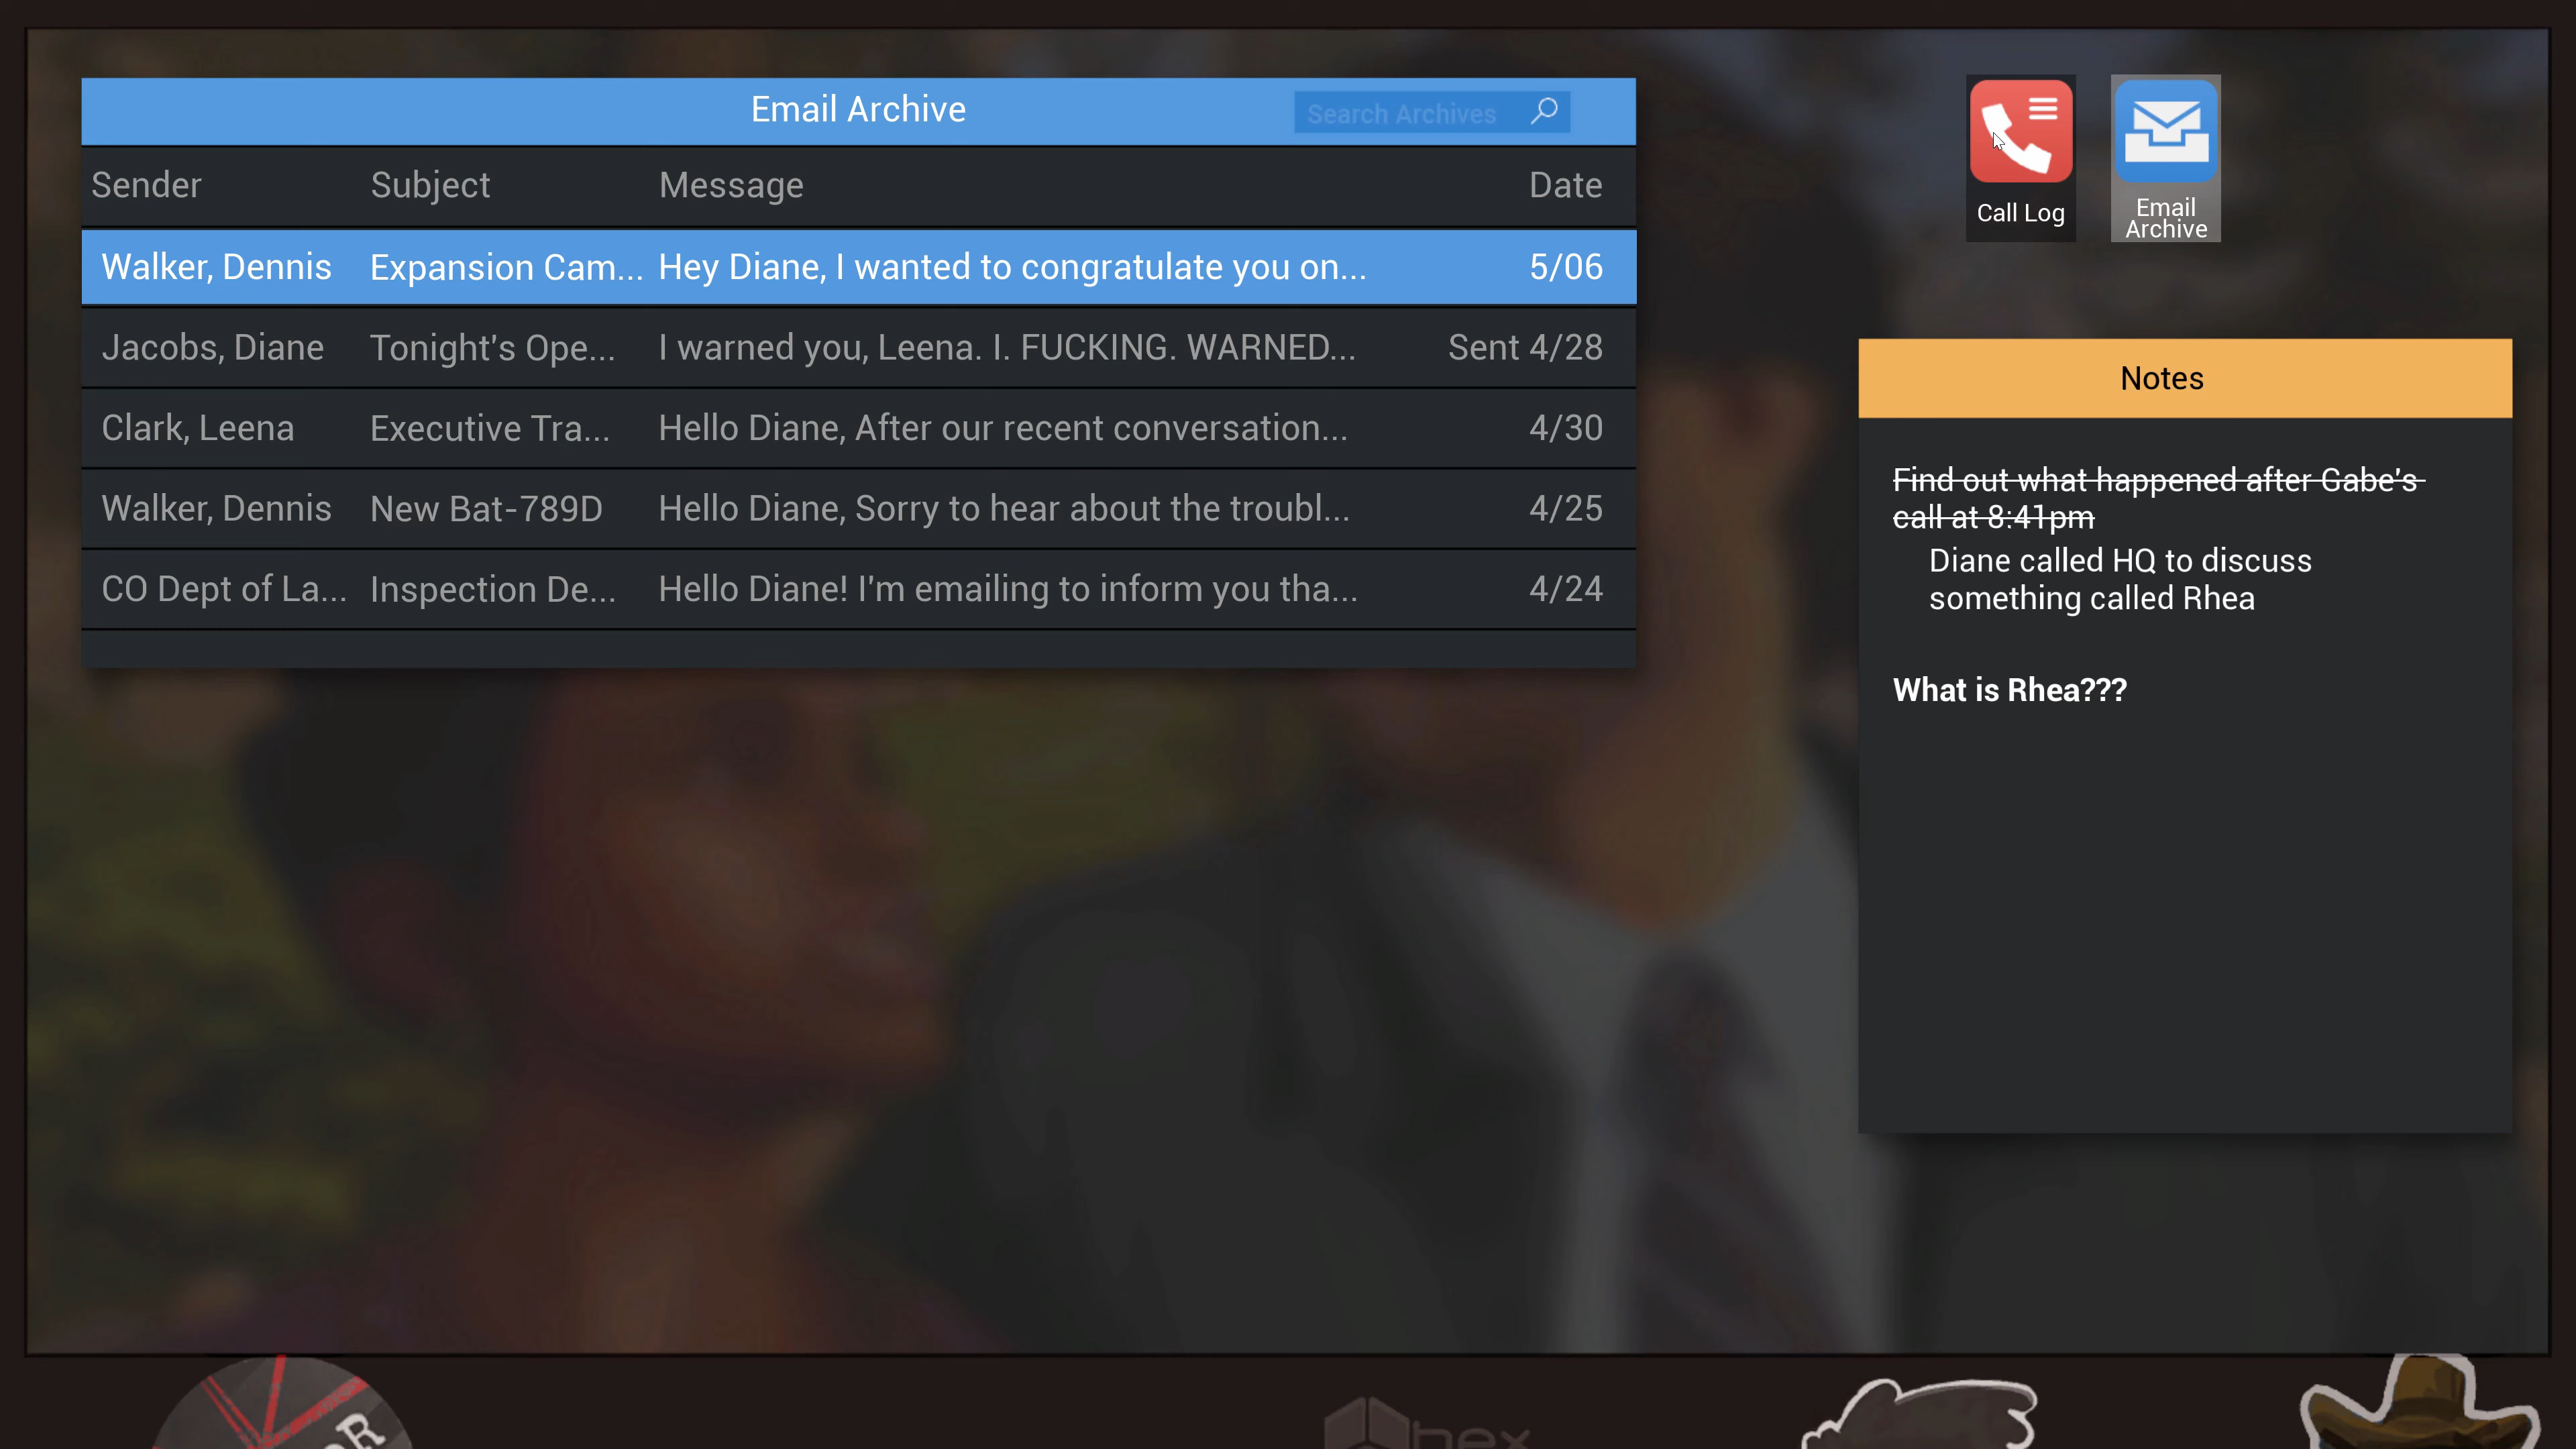 Email Archive
Search Archives
Call Log
Email
Archive
Sender Subject Message Date
Walker, Dennis Expansion Cam... Hey Diane, I wanted to congratulate you on... 5/06
Jacobs, Diane Tonight's Ope... I warned you, Leena. I. FUCKING. WARNED... Sent 4/28
Clark, Leena Executive Tra... Hello Diane, After our recent conversation... 4/30
Walker, Dennis New Bat-789D Hello Diane, Sorry to hear about the troubl... 4/25
CO Dept of La... Inspection De... Hello Diane! I'm emailing to inform you tha... 4/24
Notes
Find out what happened after Gabe's
call at 8:41pm
Diane called HQ to discuss
something called Rhea
What is Rhea???
hex